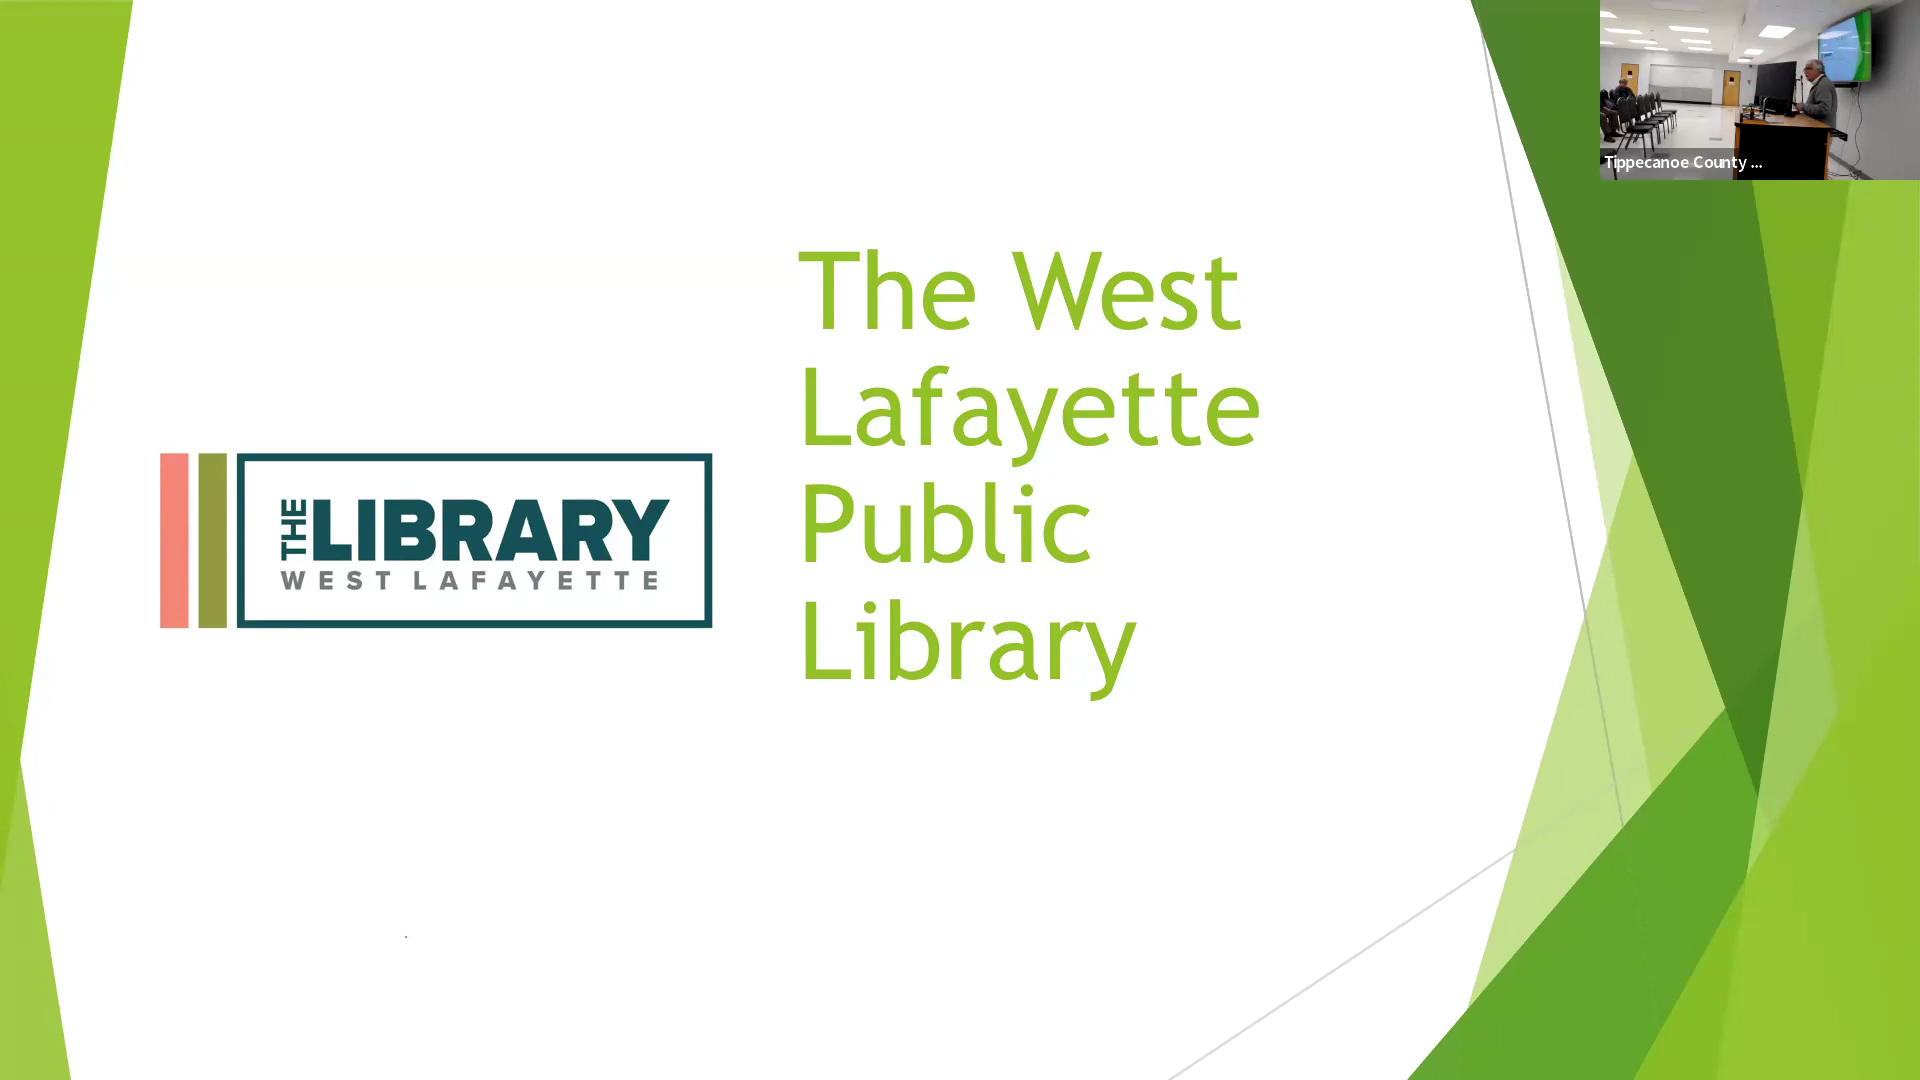 Tippecanoe County ...
The West
Lafayette
Public
Library
THE LIBRARY
WEST LAFAYETTE